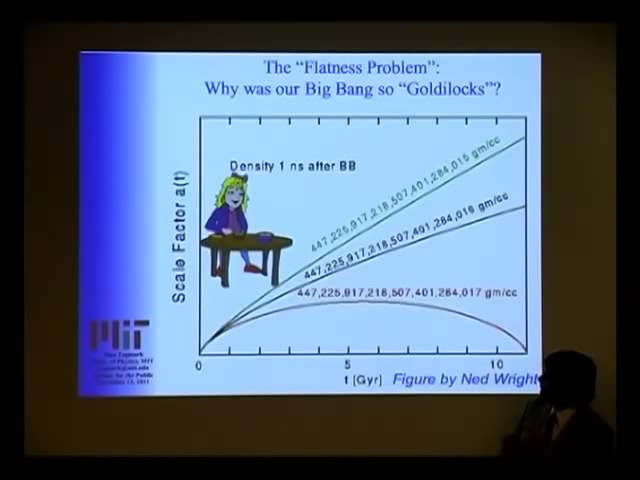 The "Flatness Problem":
Why was our Big Bang so "Goldilocks"?
Density 1 ns after BB
447,225,917,218,507,401,284,015 gm/cc
447,225,917,218,507,401,284,016 gm/cc
447,225,917,218,507,401,284,017 gm/cc
Scale Factor a(t)
0
5
10
t [Gyr]
Figure by Ned Wright
MIT
Max Tegmark